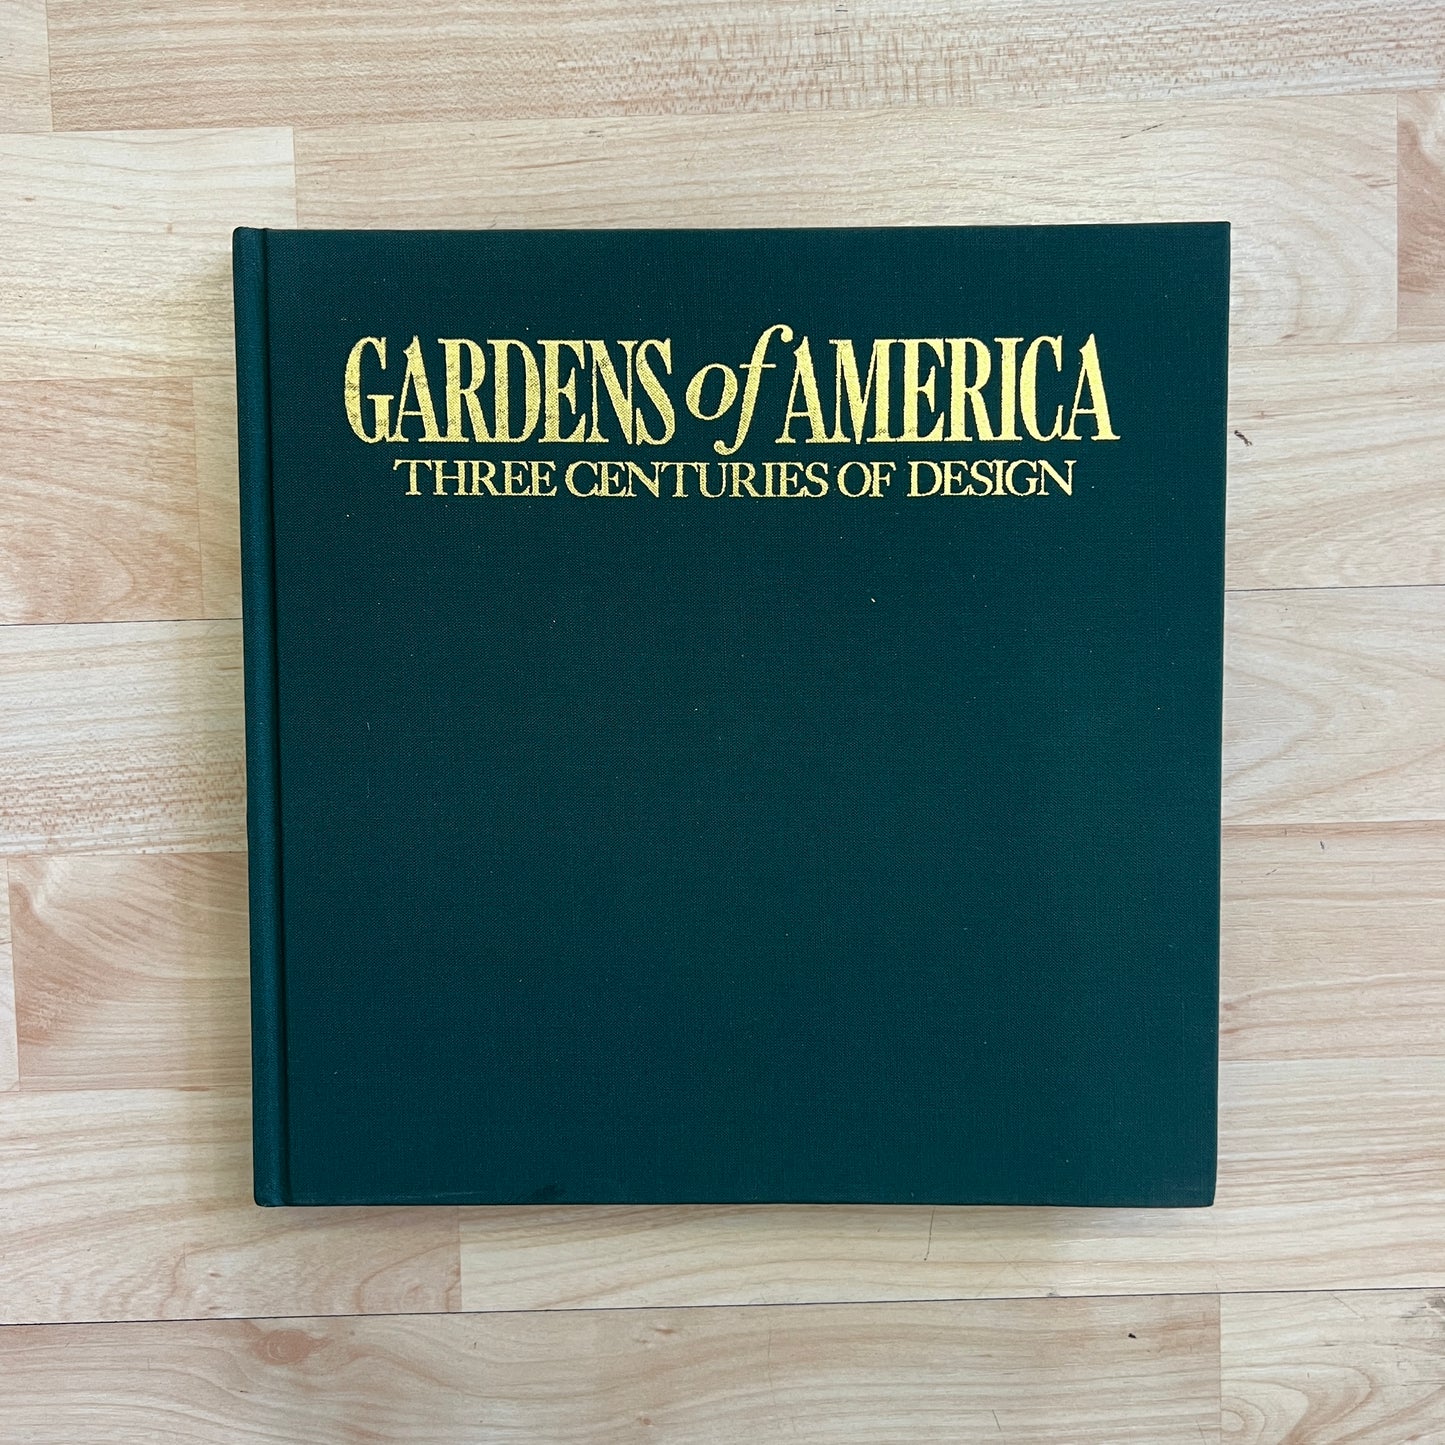 GARDENS of AMERICA
THREE CENTURIES OF DESIGN